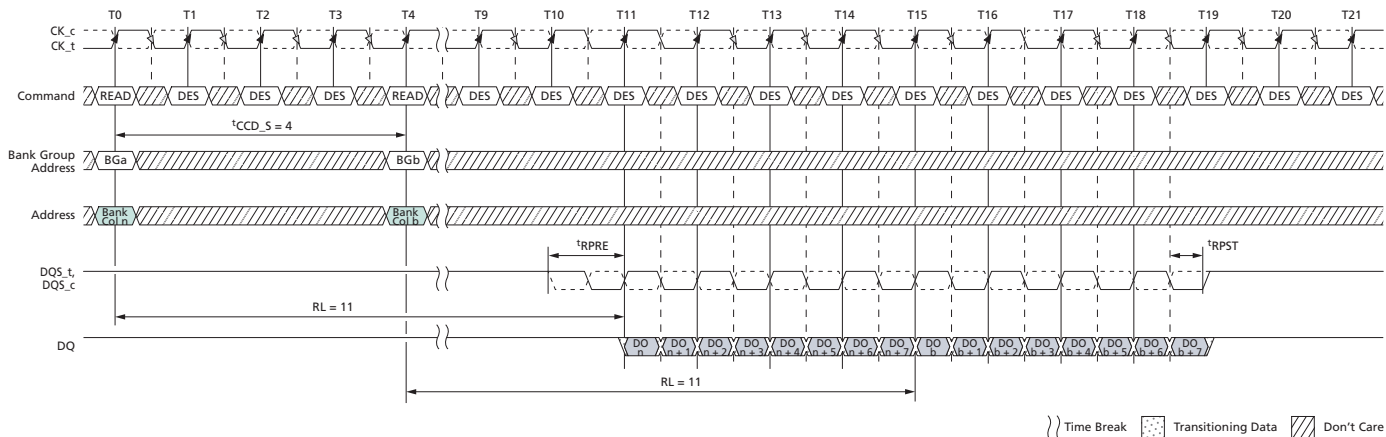 T0 T1 T2 T3 T4 T9 T10 T11 T12 T13 T14 T15 T16 T17 T18 T19 T20 T21
CK_c
CK_t
Command READ DES DES DES READ DES DES DES DES DES DES DES DES DES DES DES DES DES
tCCD_S = 4
Bank Group
Address
BGa BGb
Address
Bank
Col n
Bank
Col b
tRPRE tRPST
DQS_t,
DQS_c
RL = 11
DQ
DO
n
DO
n + 1
DO
n + 2
DO
n + 3
DO
n + 4
DO
n + 5
DO
n + 6
DO
n + 7
DO
b
DO
b + 1
DO
b + 2
DO
b + 3
DO
b + 4
DO
b + 5
DO
b + 6
DO
b + 7
RL = 11
Time Break Transitioning Data Don't Care